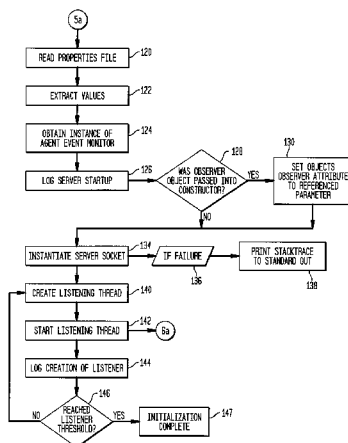 5a
READ PROPERTIES FILE
120
EXTRACT VALUES
122
OBTAIN INSTANCE OF
AGENT EVENT MONITOR
124
LOG SERVER STARTUP
126
WAS OBSERVER
OBJECT PASSED INTO
CONSTRUCTOR?
128
YES
NO
130
SET OBJECTS
OBSERVER ATTRIBUTE
TO REFERENCED
PARAMETER
INSTANTIATE SERVER SOCKET
134
IF FAILURE
136
PRINT STACKTRACE
TO STANDARD OUT
138
CREATE LISTENING THREAD
140
START LISTENING THREAD
142
6a
LOG CREATION OF LISTENER
144
REACHED
LISTENER
THRESHOLD?
146
NO
YES
INITIALIZATION
COMPLETE
147